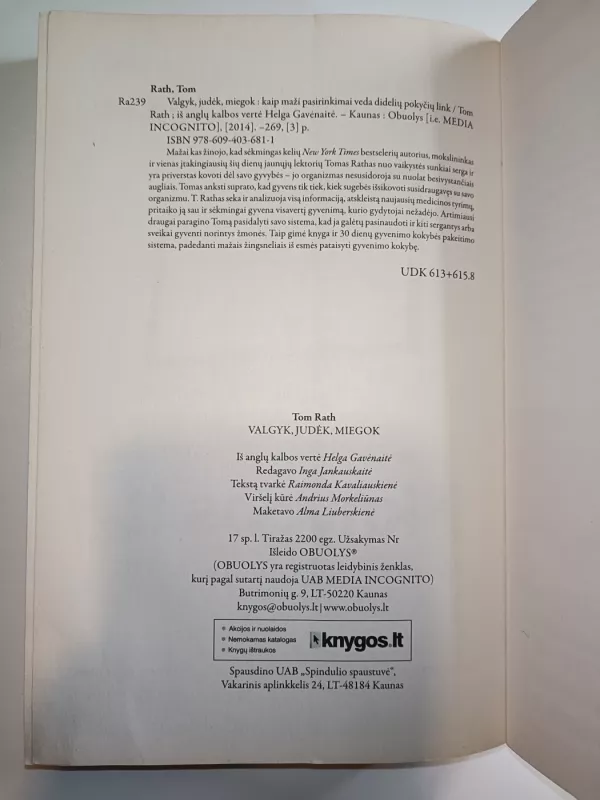 Rath, Tom
Ra239 Valgyk, judėk, miegok : kaip maži pasirinkimai veda didelių pokyčių link / Tom
Rath ; iš anglų kalbos vertė Helga Gavėnaitė. – Kaunas : Obuolys [i.e. MEDIA
INCOGNITO], [2014]. –269, [3] p.
ISBN 978-609-403-681-1
Mažai kas žinojo, kad sėkmingas kelių New York Times bestselerių autorius, mokslininkas
ir vienas įtakingiausių šių dienų jaunųjų lektorių Tomas Rathas nuo vaikystės sunkiai serga ir
yra priverstas kovoti dėl savo gyvybės – jo organizmas nesusidoroja su nuolat besivystančiais
augliais. Tomas anksti suprato, kad gyvens tik tiek, kiek sugebės išsikovoti susidraugavęs su savo
organizmu. T. Rathas seka ir analizuoja visą informaciją, atskleistą naujausių medicinos tyrimų,
pritaiko ją sau ir sėkmingai gyvena visavertį gyvenimą, kurio gydytojai nežadėjo. Artimiausi
draugai paragino Tomą pasidalyti savo sistema, kad ja galėtų pasinaudoti ir kiti sergantys arba
sveikai gyventi norintys žmonės. Taip gimė knyga ir 30 dienų gyvenimo kokybės pakeitimo
sistema, padedanti mažais žingsneliais iš esmės pataisyti gyvenimo kokybę.
UDK 613+615.8
Tom Rath
VALGYK, JUDĖK, MIEGOK
Iš anglų kalbos vertė Helga Gavėnaitė
Redagavo Inga Jankauskaitė
Tekstą tvarkė Raimonda Kavaliauskienė
Viršelį kūrė Andrius Morkeliūnas
Maketavo Alma Liuberskienė
17 sp. l. Tiražas 2200 egz. Užsakymas Nr
Išleido OBUOLYS®
(OBUOLYS yra registruotas leidybinis ženklas,
kurį pagal sutartį naudoja UAB MEDIA INCOGNITO)
Butrimonių g. 9, LT-50220 Kaunas
knygos@obuolys.lt | www.obuolys.lt
• Akcijos ir nuolaidos
• Nemokamas katalogas
• Knygų ištraukos
knygos.lt
Spausdino UAB „Spindulio spaustuvė“,
Vakarinis aplinkkelis 24, LT-48184 Kaunas